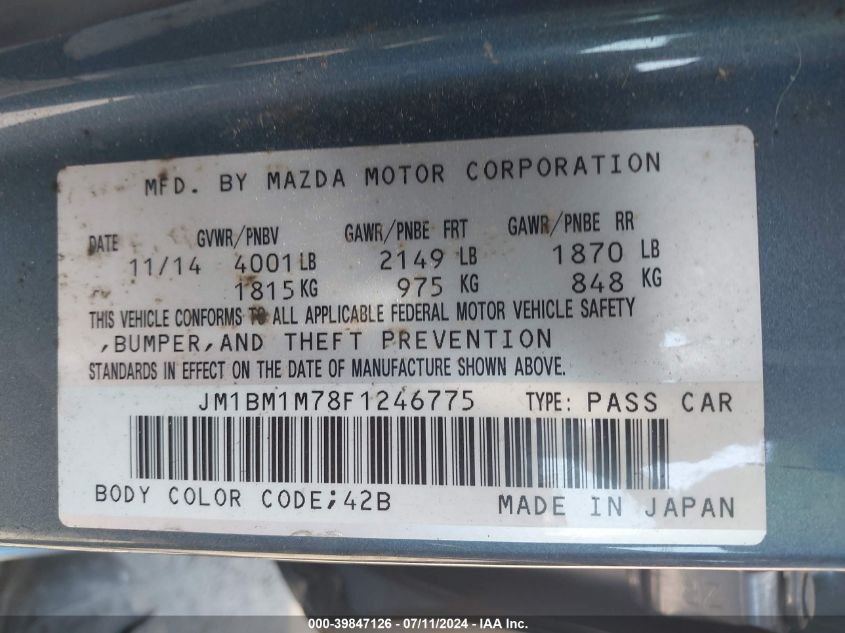 MFD. BY MAZDA MOTOR CORPORATION
DATE GVWR/PNBV GAWR/PNBE FRT GAWR/PNBE RR
11/14 4001 LB 2149 LB 1870 LB
1815 KG 975 KG 848 KG
THIS VEHICLE CONFORMS TO ALL APPLICABLE FEDERAL MOTOR VEHICLE SAFETY
,BUMPER,AND THEFT PREVENTION
STANDARDS IN EFFECT ON THE DATE OF MANUFACTURE SHOWN ABOVE.
JM1BM1M78F1246775 TYPE: PASS CAR
BODY COLOR CODE;42B MADE IN JAPAN
000-39847126 - 07/11/2024 - IAA Inc.